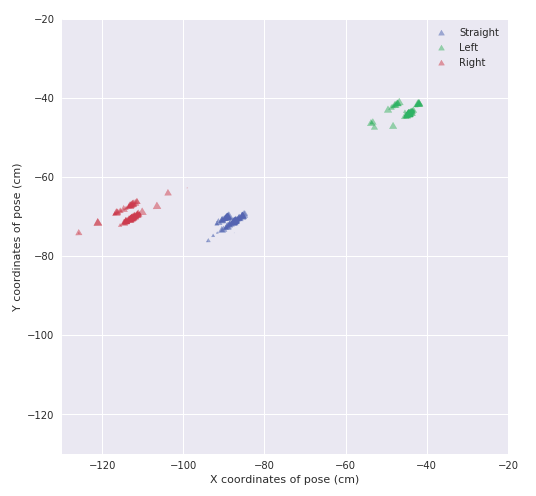 −20
−40
−60
−80
−100
−120
Y coordinates of pose (cm)
Straight
Left
Right
−120 −100 −80 −60 −40 −20
X coordinates of pose (cm)